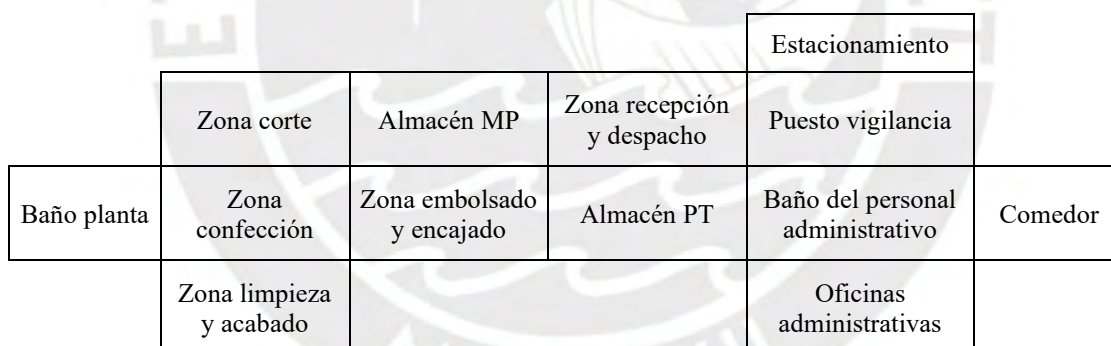 Estacionamiento
Zona corte
Almacén MP
Zona recepción
y despacho
Puesto vigilancia
Baño planta
Zona
confección
Zona embolsado
y encajado
Almacén PT
Baño del personal
administrativo
Comedor
Zona limpieza
y acabado
Oficinas
administrativas